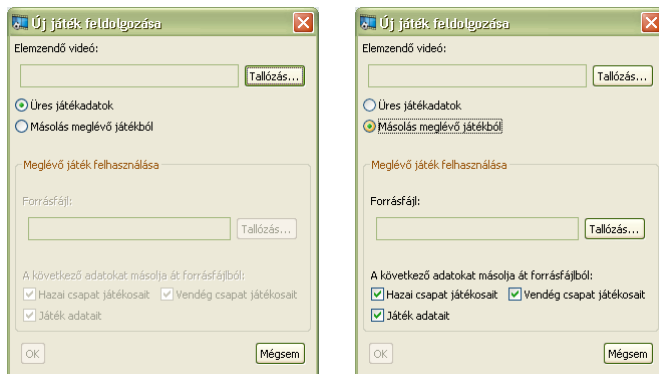 Új játék feldolgozása
Elemzendő videó:
Tallózás...
Üres játékadatok
Másolás meglévő játékból
Meglévő játék felhasználása
Forrásfájl:
Tallózás...
A következő adatokat másolja át forrásfájlból:
Hazai csapat játékosait Vendég csapat játékosait
Játék adatait
OK Mégsem
Új játék feldolgozása
Elemzendő videó:
Tallózás...
Üres játékadatok
Másolás meglévő játékból
Meglévő játék felhasználása
Forrásfájl:
Tallózás...
A következő adatokat másolja át forrásfájlból:
Hazai csapat játékosait Vendég csapat játékosait
Játék adatait
OK Mégsem